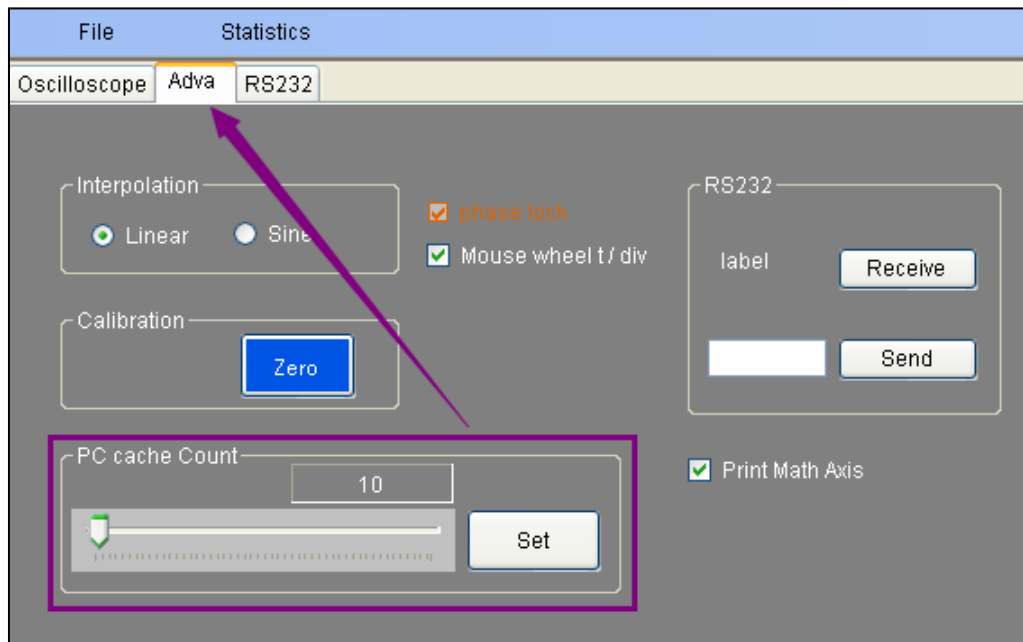 File Statistics
Oscilloscope Adva RS232
Interpolation
Linear Sine
phase lock
Mouse wheel t / div
RS232
label Receive
Send
Calibration
Zero
PC cache Count
10
Set
Print Math Axis